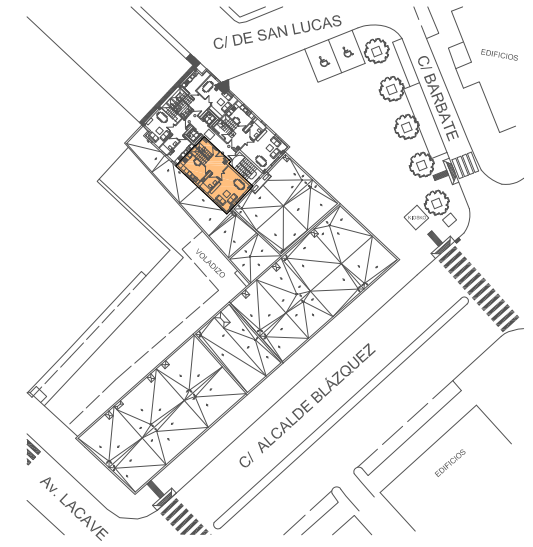 C/ DE SAN LUCAS
EDIFICIOS
C/ BARBATE
KIOSKO
VOLADIZO
C/ ALCALDE BLÁZQUEZ
EDIFICIOS
Av. LACAVE